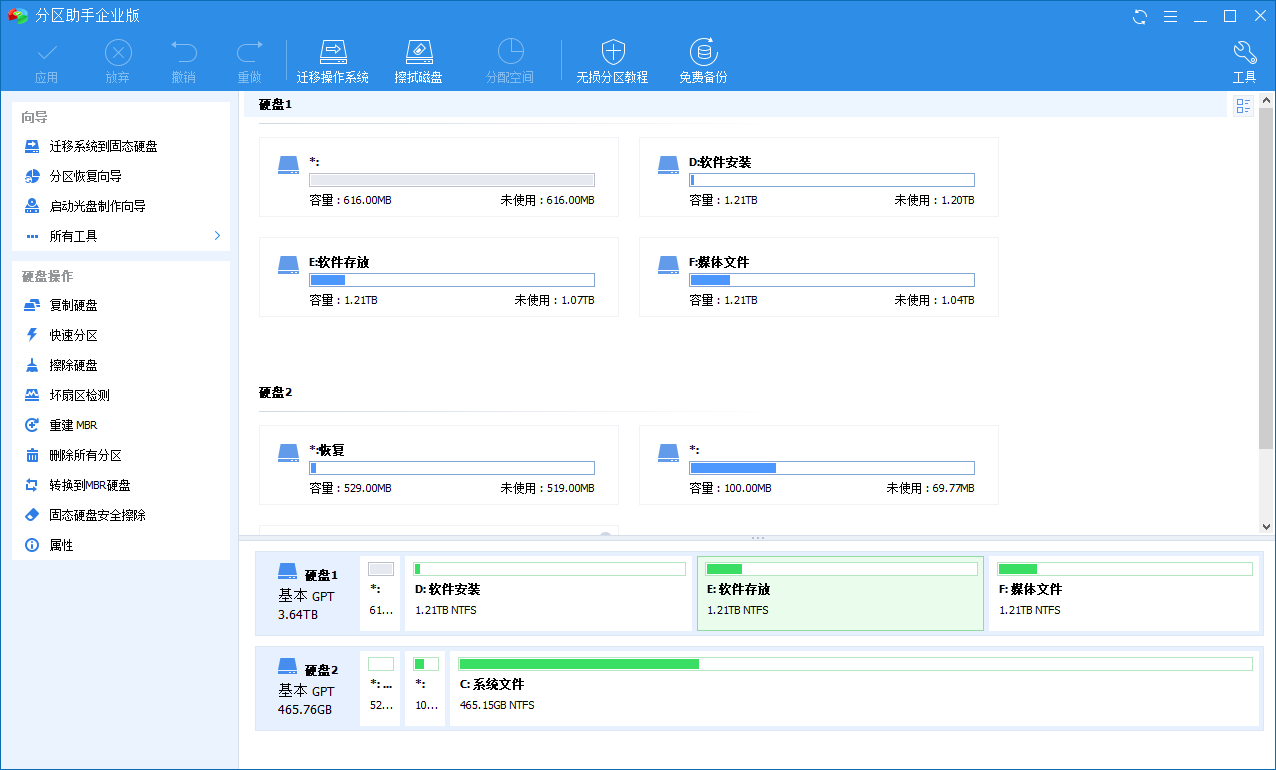 分区助手企业版
应用
放弃
撤销
重做
迁移操作系统
擦拭磁盘
分配空间
无损分区教程
免费备份
工具
向导
迁移系统到固态硬盘
分区恢复向导
启动光盘制作向导
所有工具
硬盘操作
复制硬盘
快速分区
擦除硬盘
坏扇区检测
重建 MBR
删除所有分区
转换到MBR硬盘
固态硬盘安全擦除
属性
硬盘1
*:
容量：616.00MB 未使用：616.00MB
D:软件安装
容量：1.21TB 未使用：1.20TB
E:软件存放
容量：1.21TB 未使用：1.07TB
F:媒体文件
容量：1.21TB 未使用：1.04TB
硬盘2
*:恢复
容量：529.00MB 未使用：519.00MB
*:
容量：100.00MB 未使用：69.77MB
硬盘1
基本 GPT
3.64TB
*:
61...
D: 软件安装
1.21TB NTFS
E: 软件存放
1.21TB NTFS
F: 媒体文件
1.21TB NTFS
硬盘2
基本 GPT
465.76GB
*: ...
52...
*:
10...
C: 系统文件
465.15GB NTFS